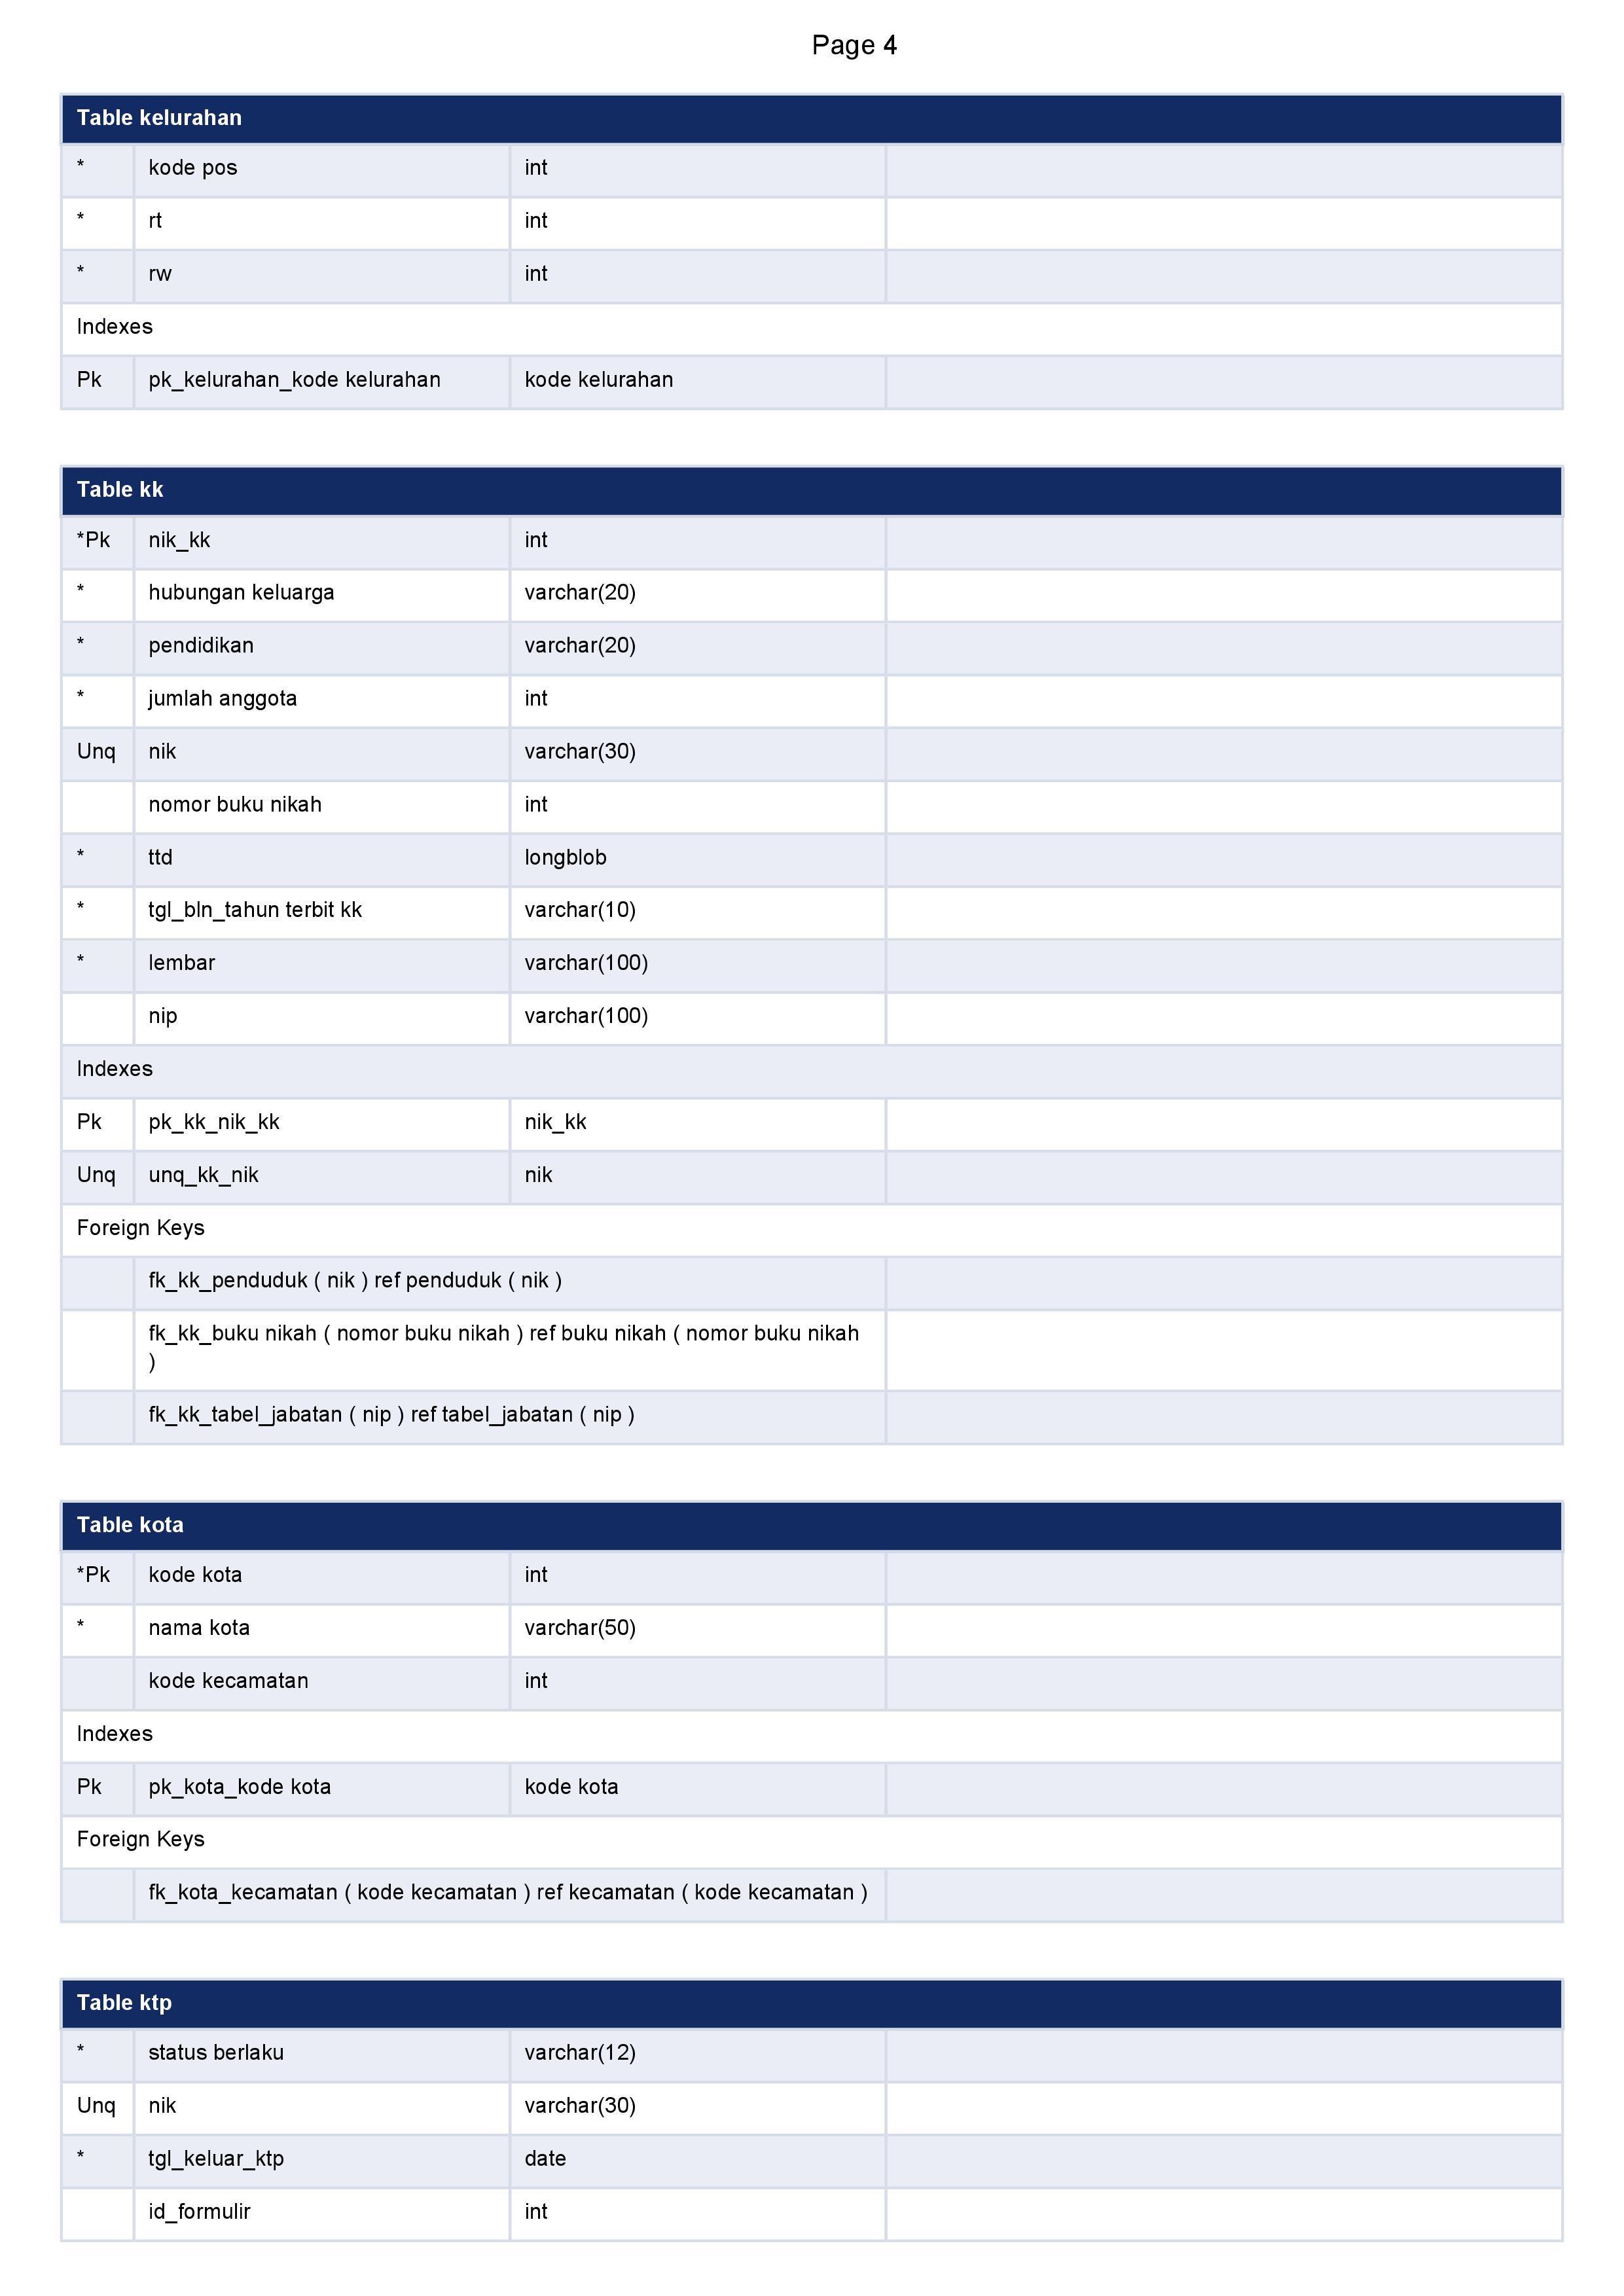 Page 4
Table kelurahan
* kode pos int
* rt int
* rw int
Indexes
Pk pk_kelurahan_kode kelurahan kode kelurahan
Table kk
*Pk nik_kk int
* hubungan keluarga varchar(20)
* pendidikan varchar(20)
* jumlah anggota int
Unq nik varchar(30)
nomor buku nikah int
* ttd longblob
* tgl_bln_tahun terbit kk varchar(10)
* lembar varchar(100)
nip varchar(100)
Indexes
Pk pk_kk_nik_kk nik_kk
Unq unq_kk_nik nik
Foreign Keys
fk_kk_penduduk ( nik ) ref penduduk ( nik )
fk_kk_buku nikah ( nomor buku nikah ) ref buku nikah ( nomor buku nikah
)
fk_kk_tabel_jabatan ( nip ) ref tabel_jabatan ( nip )
Table kota
*Pk kode kota int
* nama kota varchar(50)
kode kecamatan int
Indexes
Pk pk_kota_kode kota kode kota
Foreign Keys
fk_kota_kecamatan ( kode kecamatan ) ref kecamatan ( kode kecamatan )
Table ktp
* status berlaku varchar(12)
Unq nik varchar(30)
* tgl_keluar_ktp date
id_formulir int